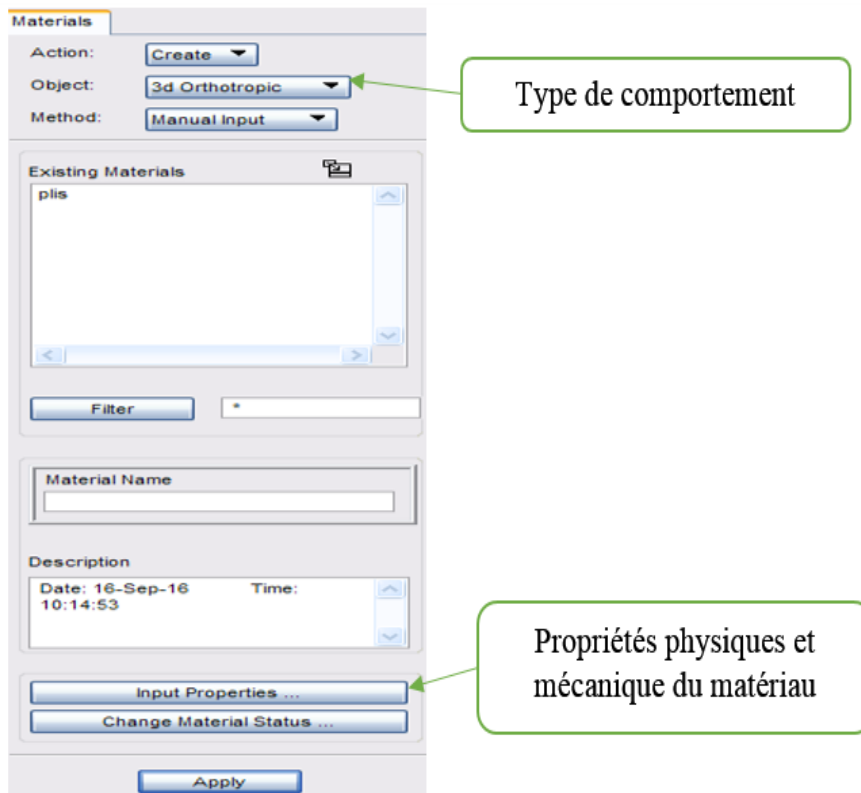 Materials
Action: Create
Object: 3d Orthotropic
Type de comportement
Method: Manual Input
Existing Materials
plis
Filter *
Material Name
Description
Date: 16-Sep-16 Time:
10:14:53
Propriétés physiques et
mécanique du matériau
Input Properties ...
Change Material Status ...
Apply